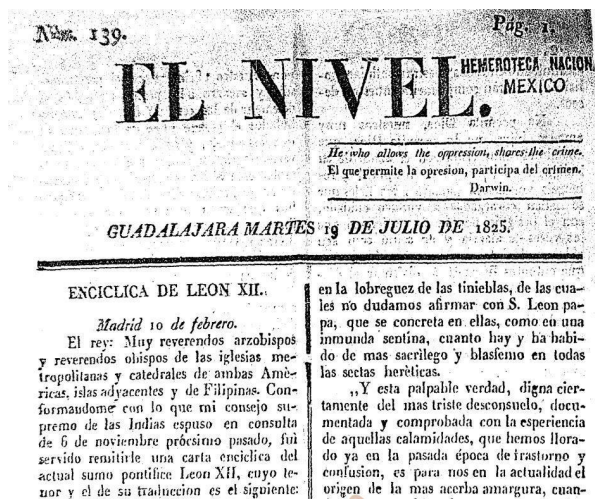 Núm. 139.
Pág. 1.
EL NIVEL.
HEMEROTECA NACION
MEXICO
He who allows the oppression, shares the crime.
El que permite la opresion, participa del crímen.
Darwin.
GUADALAJARA MARTES 19 DE JULIO DE 1825.
ENCICLICA DE LEON XII.
Madrid 10 de febrero.
El rey: Muy reverendos arzobispos
y reverendos obispos de las iglesias me-
tropolitanas y catedrales de ambas Amè-
ricas, islas adyacentes y de Filipinas. Con-
formandome con lo que mi consejo su-
premo de las Indias espuso en consulta
de 6 de noviembre pròcsimo pasado, fuí
servido remitirle una carta enciclica del
actual sumo pontifice Leon XII, cuyo te-
nor y el de su traduccion es el siguiente:
en la lobreguez de las tinieblas, de las cua-
les no dudamos afirmar con S. Leon pa-
pa, que se concreta en ellas, como en una
inmunda sentina, cuanto hay y ha habi-
do de mas sacrilego y blasfemo en todas
las sectas herèticas.
„Y esta palpable verdad, digna cier-
tamente del mas triste desconsuelo, docu-
mentada y comprobada con la esperiencia
de aquellas calamidades, que hemos llora-
do ya en la pasada època de trastorno y
confusion, es para nos en la actualidad el
origen de la mas acerba amargura, cuan-